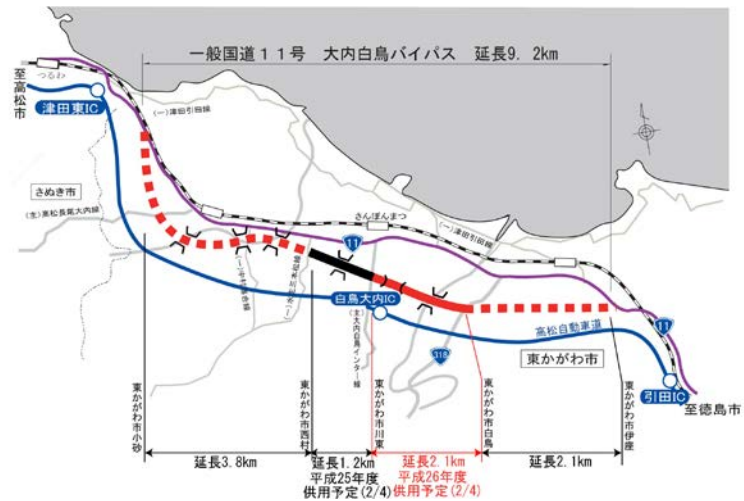 一般国道11号 大内白鳥バイパス 延長9.2km
至高松市
つるわ
津田東IC
(一)津田引田線
さぬき市
(主)高松長尾大内線
さんぼんまつ
(一)津田引田線
11
白鳥大内IC
(主)大内白鳥インター線
318
高松自動車道
11
東かがわ市
引田IC
至徳島市
東かがわ市小砂
東かがわ市西村
東かがわ市川東
東かがわ市白鳥
東かがわ市伊座
延長3.8km
延長1.2km
平成25年度
供用予定(2/4)
延長2.1km
平成26年度
供用予定(2/4)
延長2.1km